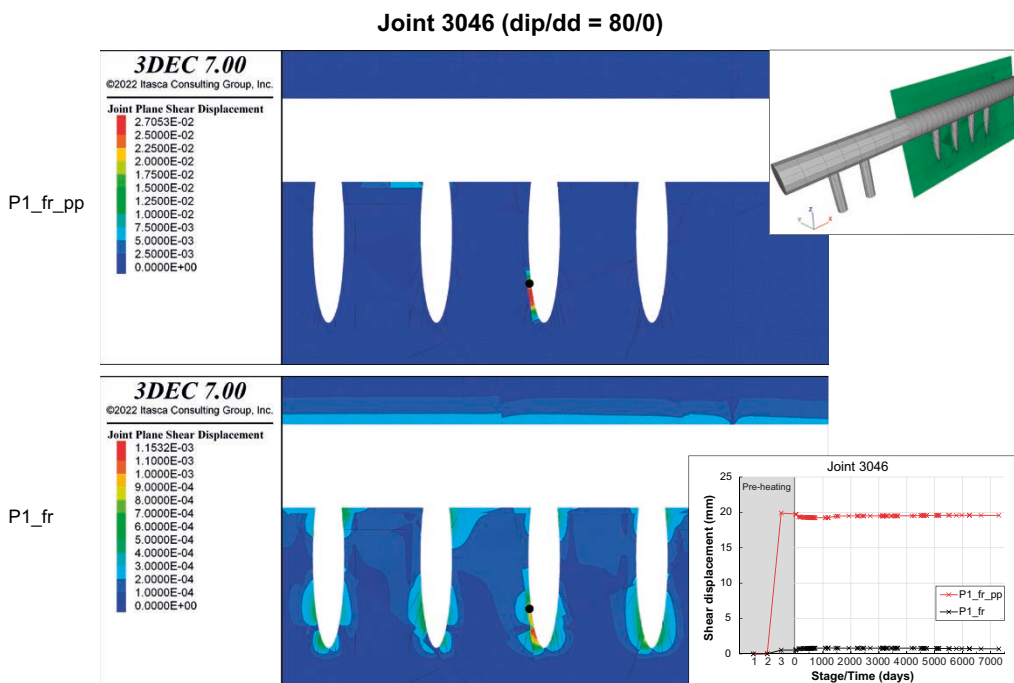 Joint 3046 (dip/dd = 80/0)
P1_fr_pp
3DEC 7.00
©2022 Itasca Consulting Group, Inc.
Joint Plane Shear Displacement
2.7053E-02
2.5000E-02
2.2500E-02
2.0000E-02
1.7500E-02
1.5000E-02
1.2500E-02
1.0000E-02
7.5000E-03
5.0000E-03
2.5000E-03
0.0000E+00
Z
Y
X
P1_fr
3DEC 7.00
©2022 Itasca Consulting Group, Inc.
Joint Plane Shear Displacement
1.1532E-03
1.1000E-03
1.0000E-03
9.0000E-04
8.0000E-04
7.0000E-04
6.0000E-04
5.0000E-04
4.0000E-04
3.0000E-04
2.0000E-04
1.0000E-04
0.0000E+00
Joint 3046
Pre-heating
Shear displacement (mm)
25
20
15
10
5
0
P1_fr_pp
P1_fr
1 2 3 0 1000 2000 3000 4000 5000 6000 7000
Stage/Time (days)